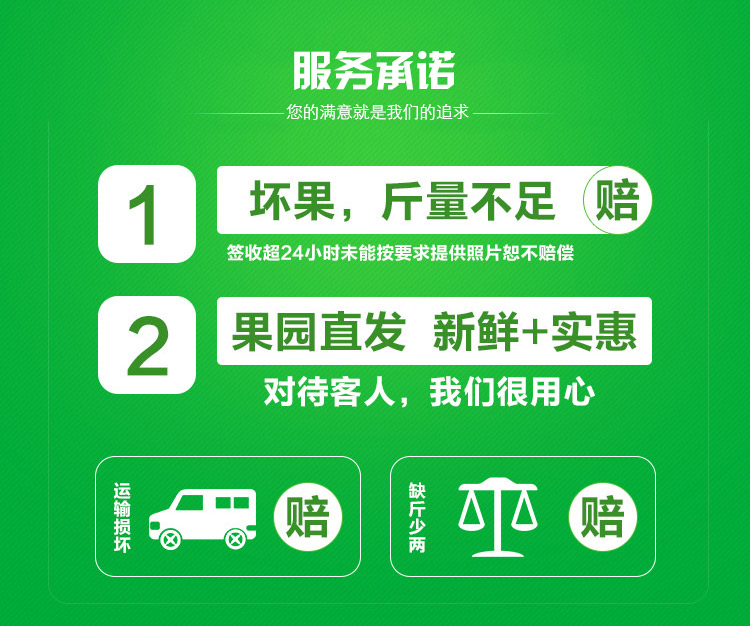 服务承诺
您的满意就是我们的追求
1
坏果，斤量不足 赔
签收超24小时未能按要求提供照片恕不赔偿
2
果园直发 新鲜+实惠
对待客人，我们很用心
运输损坏
赔
缺斤少两
赔